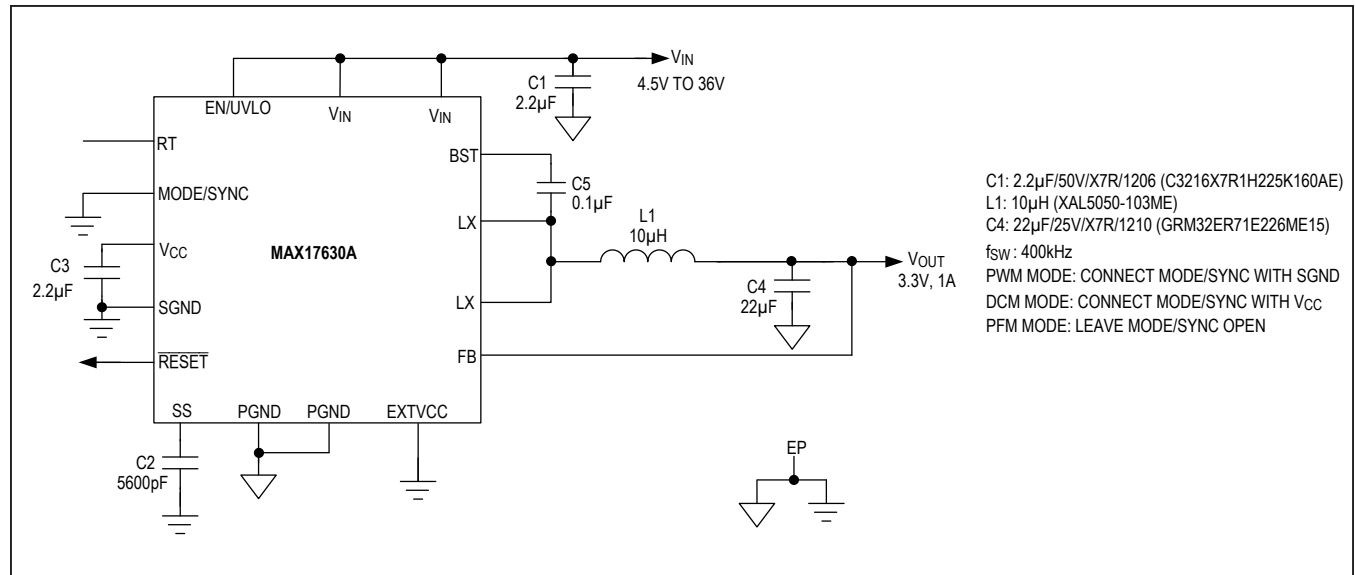 VIN
4.5V TO 36V
C1
2.2µF
EN/UVLO
VIN
VIN
RT
BST
MODE/SYNC
C5
0.1µF
LX
L1
10µH
VCC
MAX17630A
C3
2.2µF
VOUT
3.3V, 1A
C4
22µF
SGND
LX
RESET
FB
SS
PGND
PGND
EXTVCC
C2
5600pF
EP
C1: 2.2µF/50V/X7R/1206 (C3216X7R1H225K160AE)
L1: 10µH (XAL5050-103ME)
C4: 22µF/25V/X7R/1210 (GRM32ER71E226ME15)
fSW : 400kHz
PWM MODE: CONNECT MODE/SYNC WITH SGND
DCM MODE: CONNECT MODE/SYNC WITH VCC
PFM MODE: LEAVE MODE/SYNC OPEN